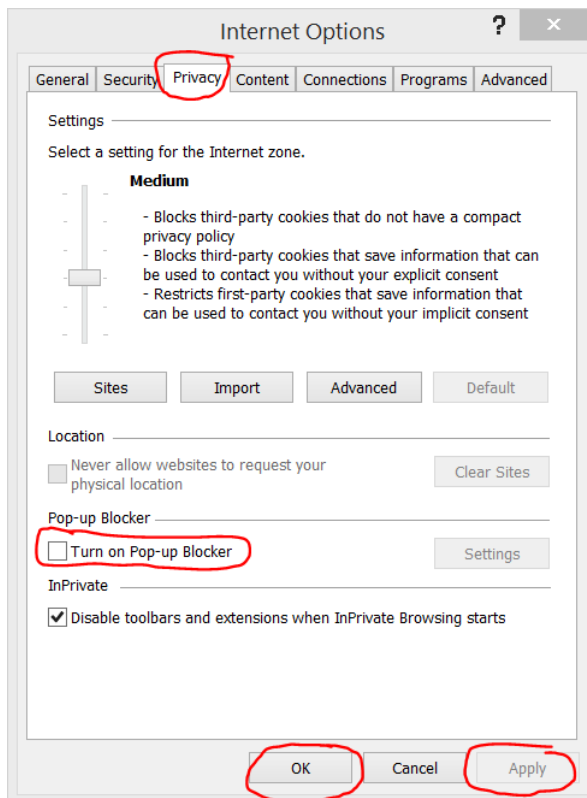 Internet Options
?
General Security Privacy Content Connections Programs Advanced
Settings
Select a setting for the Internet zone.
Medium
- Blocks third-party cookies that do not have a compact
privacy policy
- Blocks third-party cookies that save information that can
be used to contact you without your explicit consent
- Restricts first-party cookies that save information that
can be used to contact you without your implicit consent
Sites Import Advanced Default
Location
Never allow websites to request your
physical location
Clear Sites
Pop-up Blocker
Turn on Pop-up Blocker
Settings
InPrivate
Disable toolbars and extensions when InPrivate Browsing starts
OK Cancel Apply